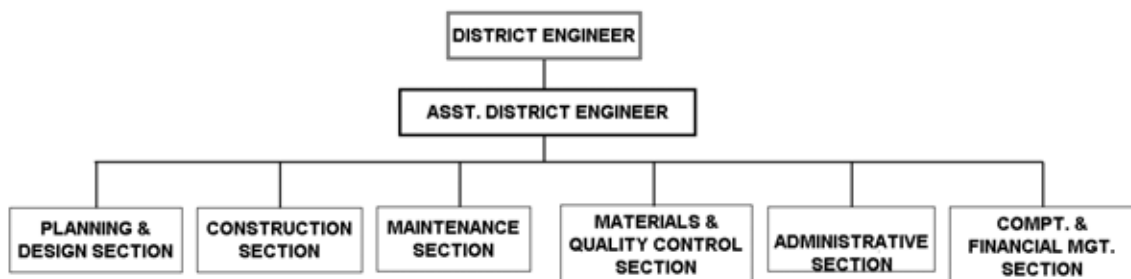 DISTRICT ENGINEER
ASST. DISTRICT ENGINEER
PLANNING &
DESIGN SECTION
CONSTRUCTION
SECTION
MAINTENANCE
SECTION
MATERIALS &
QUALITY CONTROL
SECTION
ADMINISTRATIVE
SECTION
COMPT. &
FINANCIAL MGT.
SECTION